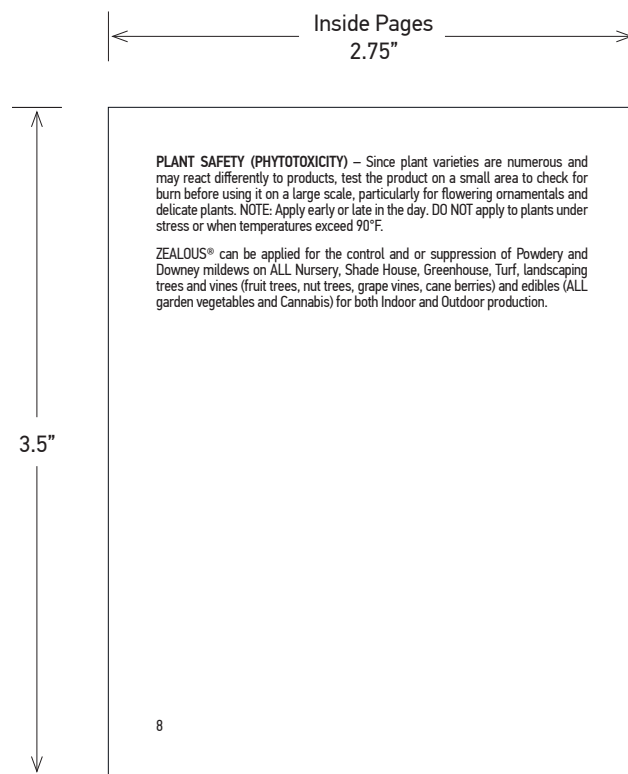 Inside Pages
2.75”
PLANT SAFETY (PHYTOTOXICITY) – Since plant varieties are numerous and
may react differently to products, test the product on a small area to check for
burn before using it on a large scale, particularly for flowering ornamentals and
delicate plants. NOTE: Apply early or late in the day. DO NOT apply to plants under
stress or when temperatures exceed 90°F.
ZEALOUS® can be applied for the control and or suppression of Powdery and
Downey mildews on ALL Nursery, Shade House, Greenhouse, Turf, landscaping
trees and vines (fruit trees, nut trees, grape vines, cane berries) and edibles (ALL
garden vegetables and Cannabis) for both Indoor and Outdoor production.
3.5”
8